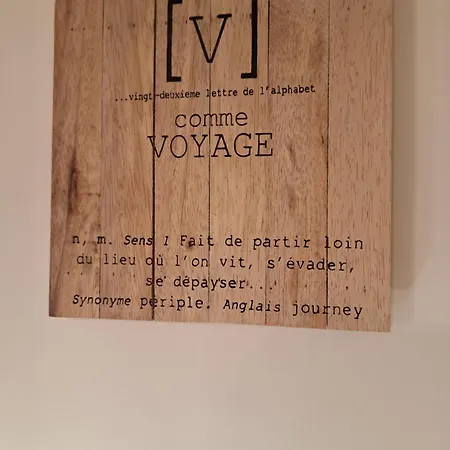 [V]
...vingt-deuxième lettre de l'alphabet
comme
VOYAGE
n, m. Sens 1 Fait de partir loin
du lieu où l'on vit, s'évader,
se dépayser...
Synonyme périple. Anglais journey